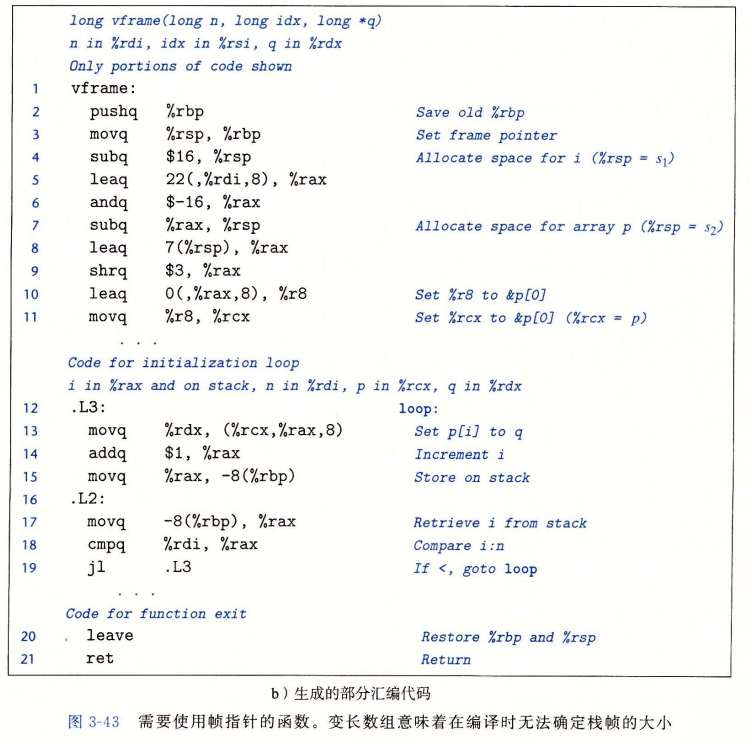 long vframe(long n, long idx, long *q)
n in %rdi, idx in %rsi, q in %rdx
Only portions of code shown
1 vframe:
2 pushq %rbp Save old %rbp
3 movq %rsp, %rbp Set frame pointer
4 subq $16, %rsp Allocate space for i (%rsp = s₁)
5 leaq 22(,%rdi,8), %rax
6 andq $-16, %rax
7 subq %rax, %rsp Allocate space for array p (%rsp = s₂)
8 leaq 7(%rsp), %rax
9 shrq $3, %rax
10 leaq 0(,%rax,8), %r8 Set %r8 to &p[0]
11 movq %r8, %rcx Set %rcx to &p[0] (%rcx = p)
. . .
Code for initialization loop
i in %rax and on stack, n in %rdi, p in %rcx, q in %rdx
12 .L3: loop:
13 movq %rdx, (%rcx,%rax,8) Set p[i] to q
14 addq $1, %rax Increment i
15 movq %rax, -8(%rbp) Store on stack
16 .L2:
17 movq -8(%rbp), %rax Retrieve i from stack
18 cmpq %rdi, %rax Compare i:n
19 jl .L3 If <, goto loop
. . .
Code for function exit
20 leave Restore %rbp and %rsp
21 ret Return
b）生成的部分汇编代码
图 3-43 需要使用帧指针的函数。变长数组意味着在编译时无法确定栈帧的大小